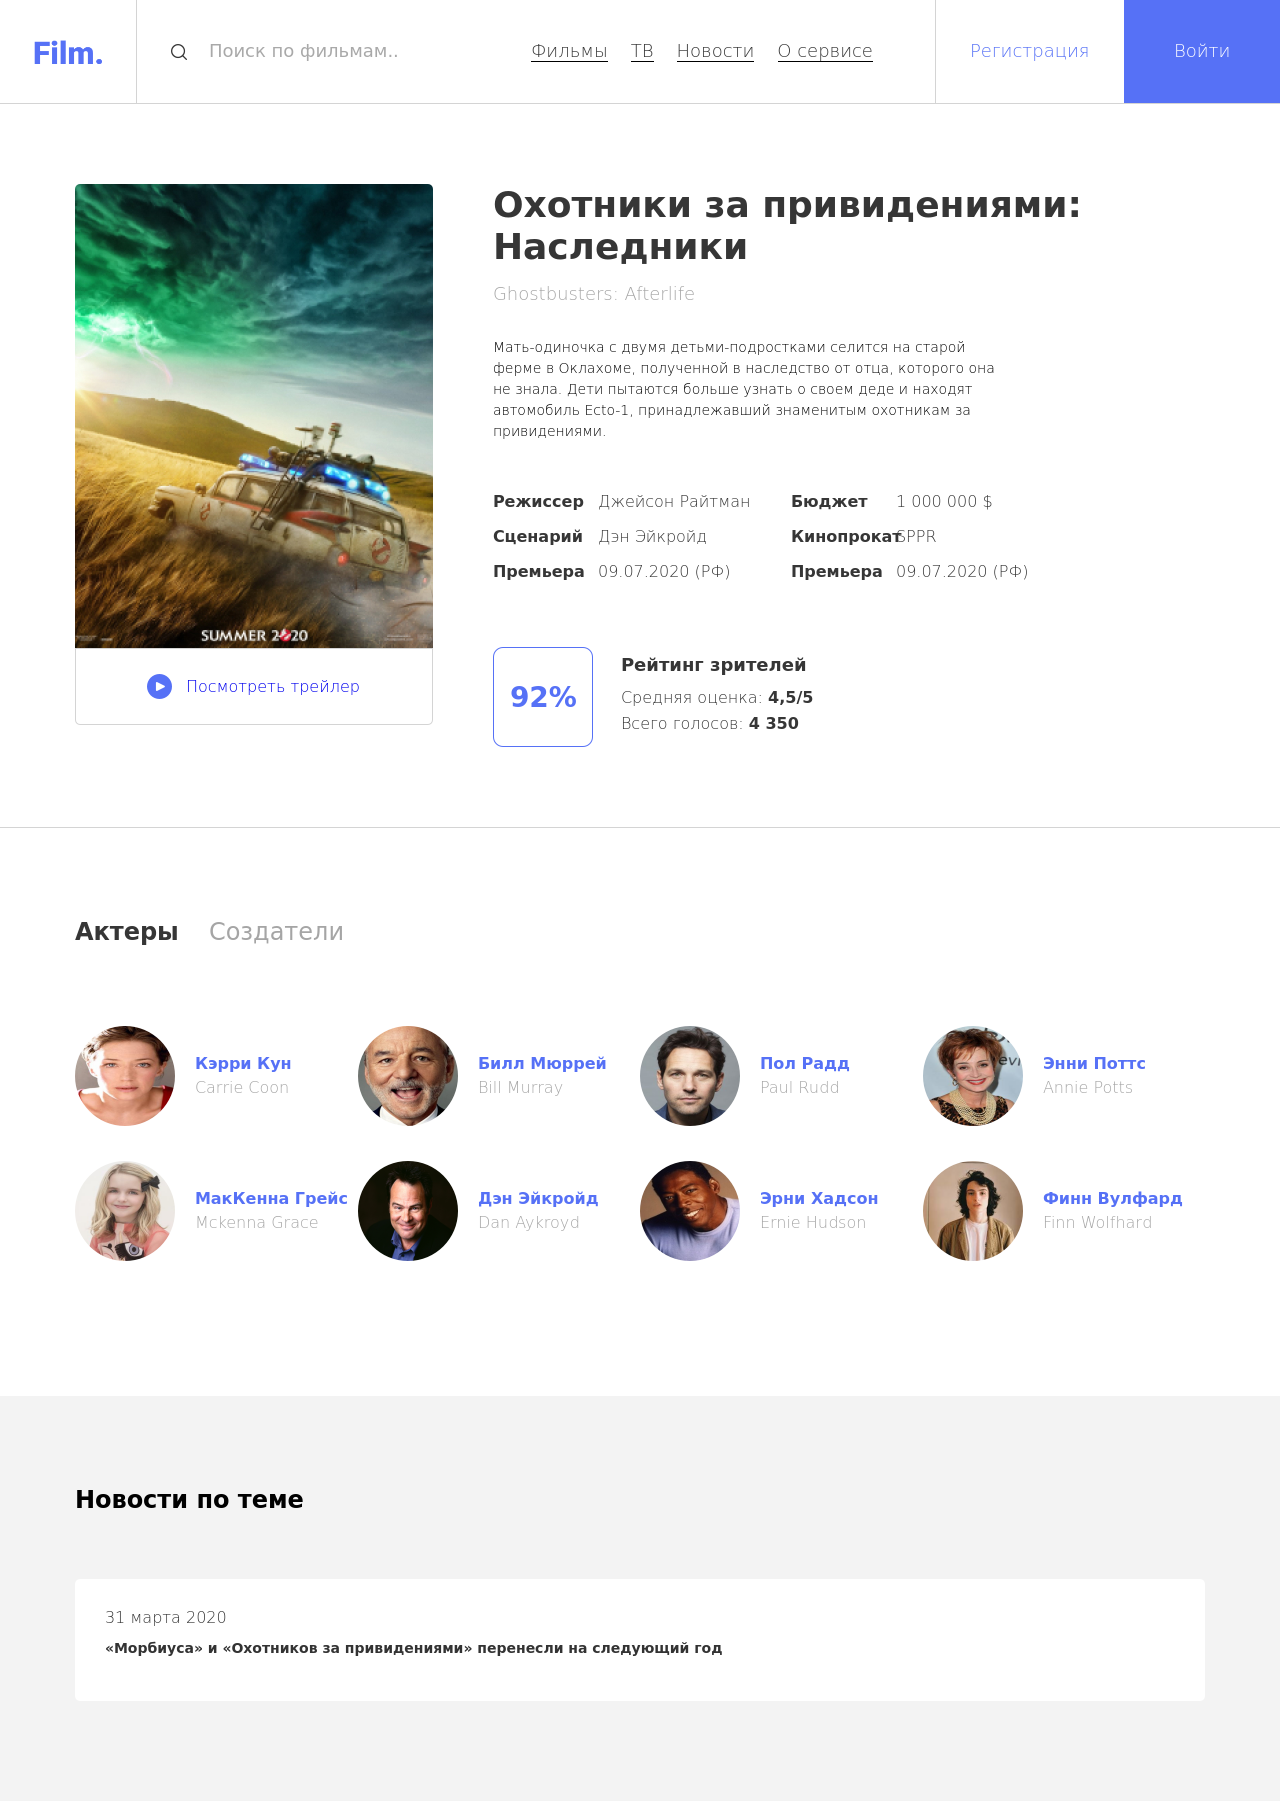 Film.
Поиск по фильмам..
Фильмы ТВ Новости О сервисе
Регистрация
Войти
Охотники за привидениями:
Наследники
Ghostbusters: Afterlife
Мать-одиночка с двумя детьми-подростками селится на старой
ферме в Оклахоме, полученной в наследство от отца, которого она
не знала. Дети пытаются больше узнать о своем деде и находят
автомобиль Ecto-1, принадлежавший знаменитым охотникам за
привидениями.
Режиссер Джейсон Райтман Бюджет 1 000 000 $
Сценарий Дэн Эйкройд Кинопрокат SPPR
Премьера 09.07.2020 (РФ) Премьера 09.07.2020 (РФ)
SUMMER 2020
Посмотреть трейлер
92%
Рейтинг зрителей
Средняя оценка: 4,5/5
Всего голосов: 4 350
Актеры Создатели
Кэрри Кун
Carrie Coon
Билл Мюррей
Bill Murray
Пол Радд
Paul Rudd
Энни Поттс
Annie Potts
МакКенна Грейс
Mckenna Grace
Дэн Эйкройд
Dan Aykroyd
Эрни Хадсон
Ernie Hudson
Финн Вулфард
Finn Wolfhard
Новости по теме
31 марта 2020
«Морбиуса» и «Охотников за привидениями» перенесли на следующий год